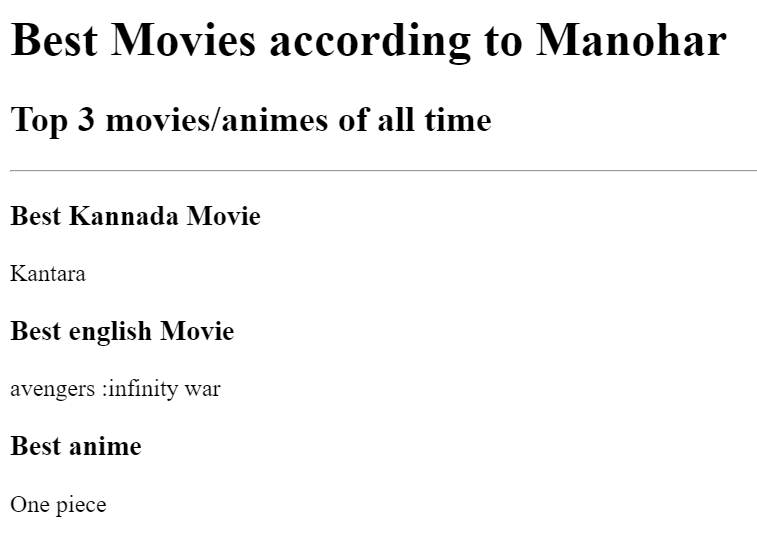 Best Movies according to Manohar
Top 3 movies/animes of all time
Best Kannada Movie
Kantara
Best english Movie
avengers :infinity war
Best anime
One piece